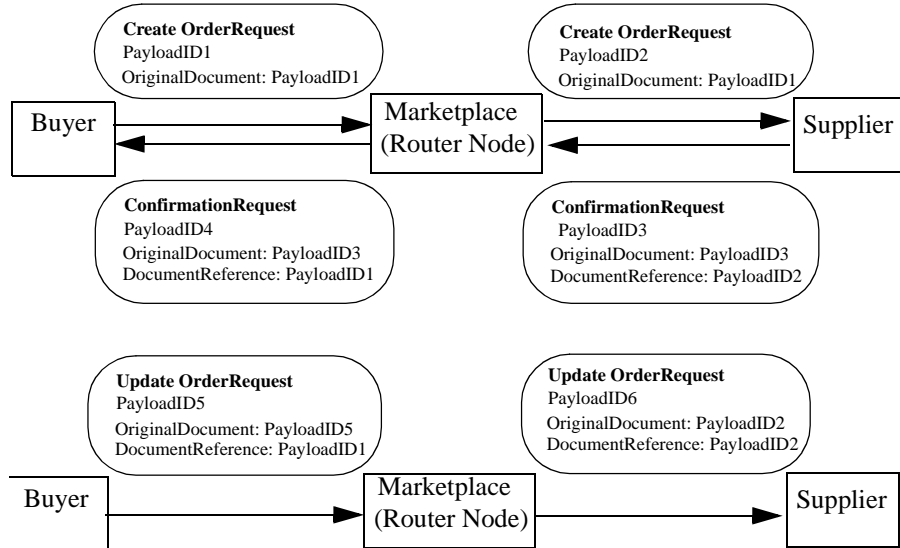 Create OrderRequest
PayloadID1
OriginalDocument: PayloadID1
Create OrderRequest
PayloadID2
OriginalDocument: PayloadID1
Buyer
Marketplace
(Router Node)
Supplier
ConfirmationRequest
PayloadID4
OriginalDocument: PayloadID3
DocumentReference: PayloadID1
ConfirmationRequest
PayloadID3
OriginalDocument: PayloadID3
DocumentReference: PayloadID2
Update OrderRequest
PayloadID5
OriginalDocument: PayloadID5
DocumentReference: PayloadID1
Update OrderRequest
PayloadID6
OriginalDocument: PayloadID2
DocumentReference: PayloadID2
Buyer
Marketplace
(Router Node)
Supplier